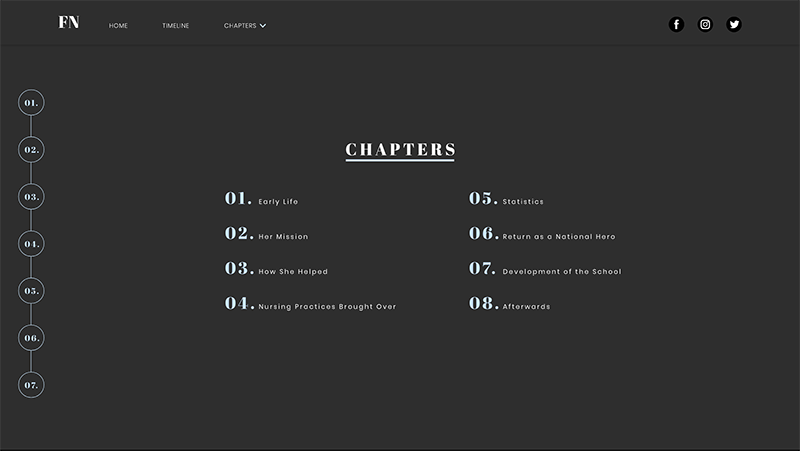 FN
HOME
TIMELINE
CHAPTERS
01.
02.
03.
04.
05.
06.
07.
CHAPTERS
01. Early Life
02. Her Mission
03. How She Helped
04. Nursing Practices Brought Over
05. Statistics
06. Return as a National Hero
07. Development of the School
08. Afterwards